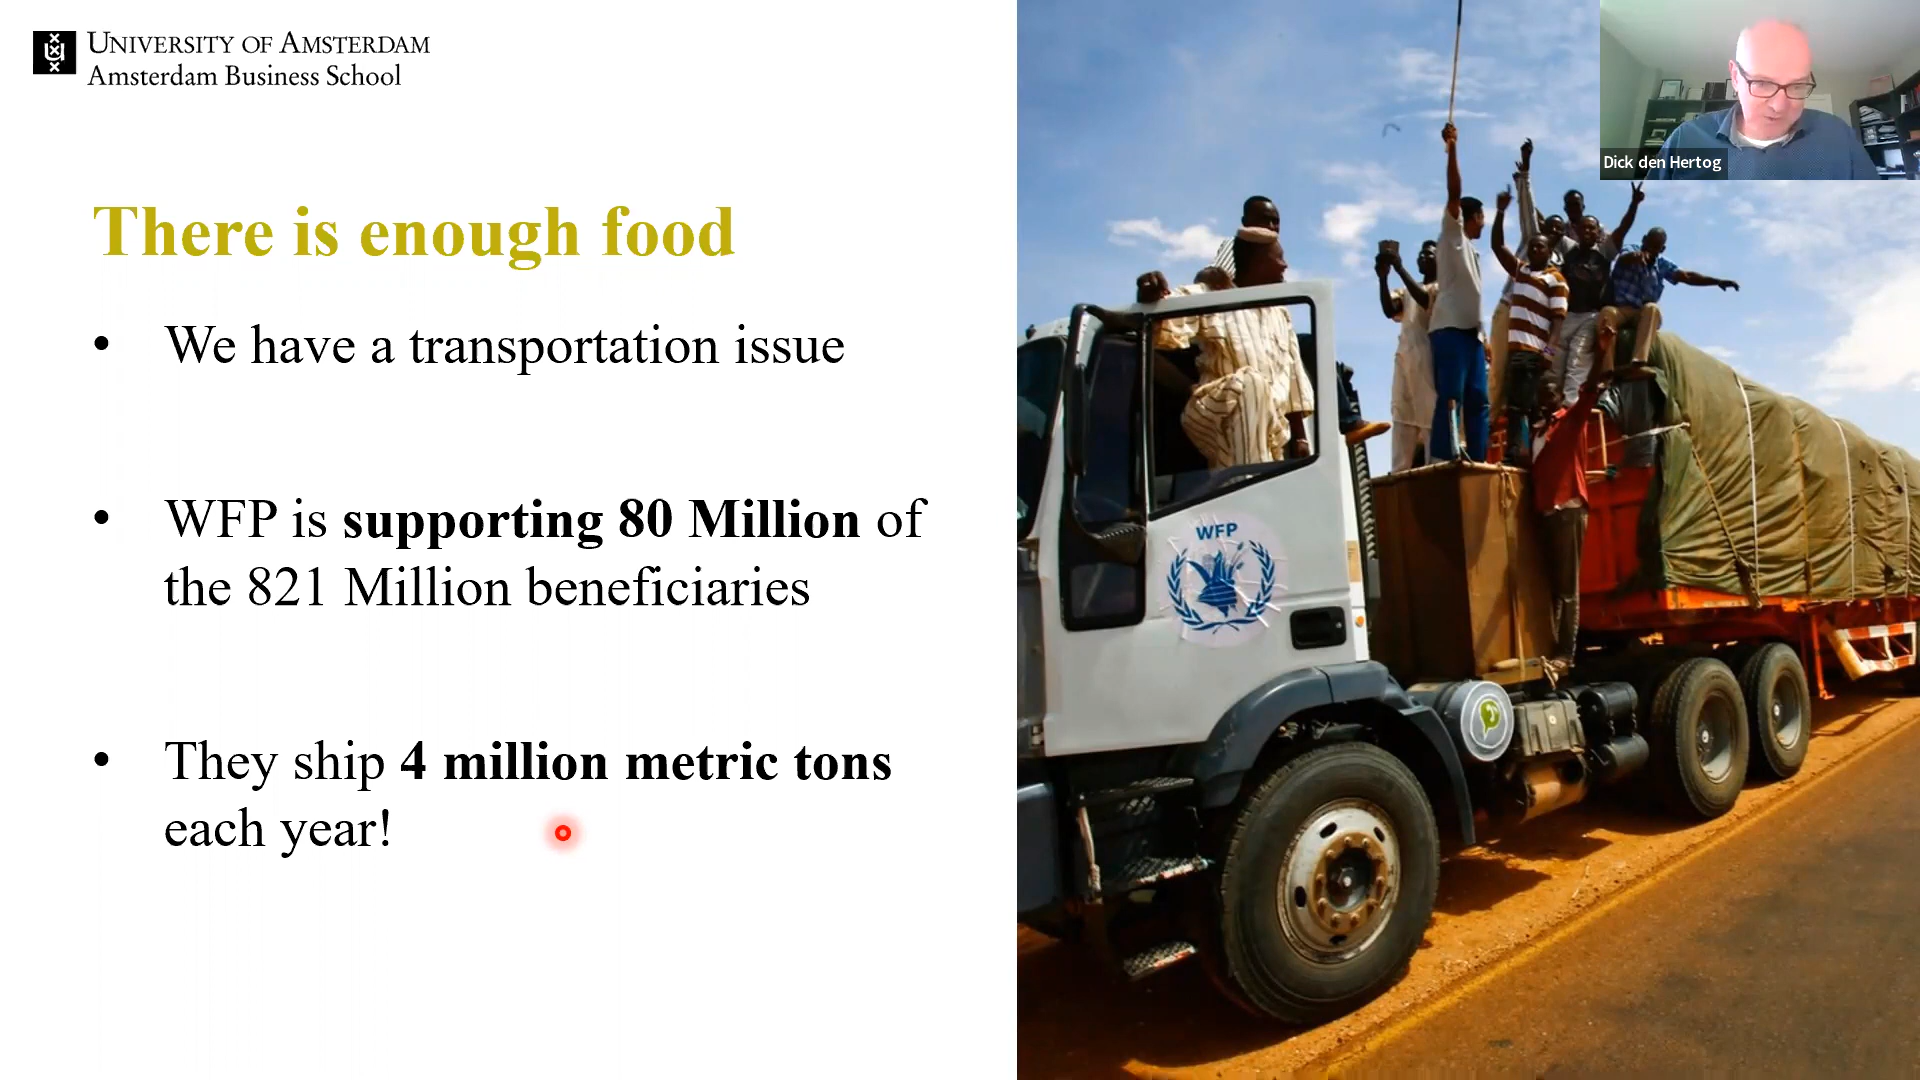 UNIVERSITY OF AMSTERDAM
Amsterdam Business School
Dick den Hertog
There is enough food
• We have a transportation issue
• WFP is supporting 80 Million of
the 821 Million beneficiaries
• They ship 4 million metric tons
each year!
WFP